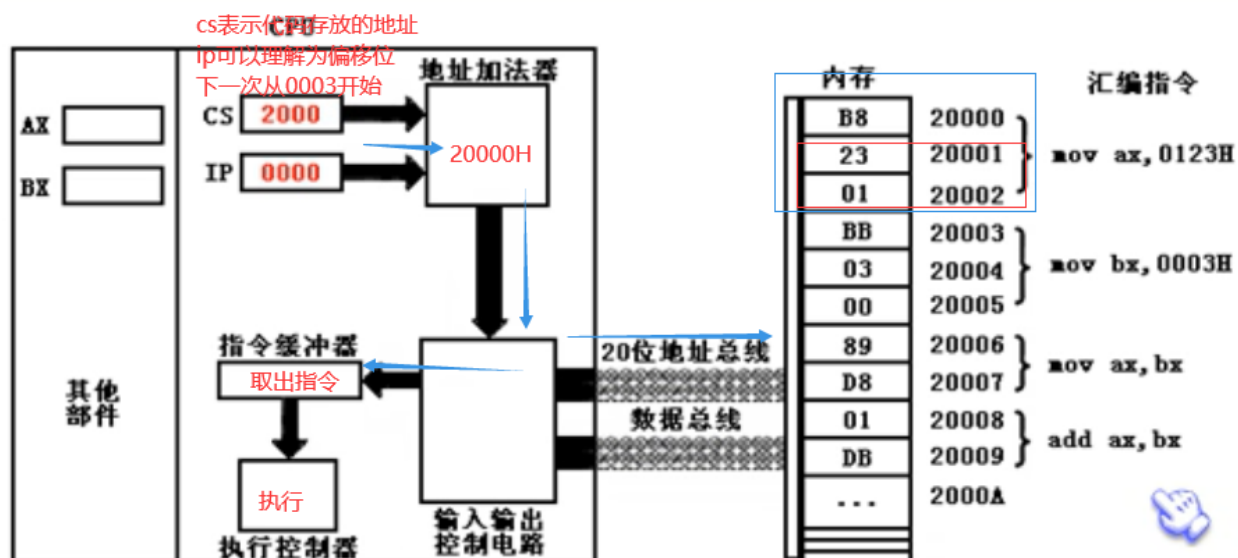 cs表示代码存放的地址
CPU
ip可以理解为偏移位
下一次从0003开始
地址加法器
内存
汇编指令
AX
CS
2000
20000H
BX
IP
0000
B8
20000
23
20001
mov ax,0123H
01
20002
BB
20003
03
20004
mov bx,0003H
00
20005
89
20006
mov ax,bx
D8
20007
01
20008
add ax,bx
DB
20009
...
2000A
指令缓冲器
取出指令
20位地址总线
数据总线
其他
部件
执行
执行控制器
输入输出
控制电路